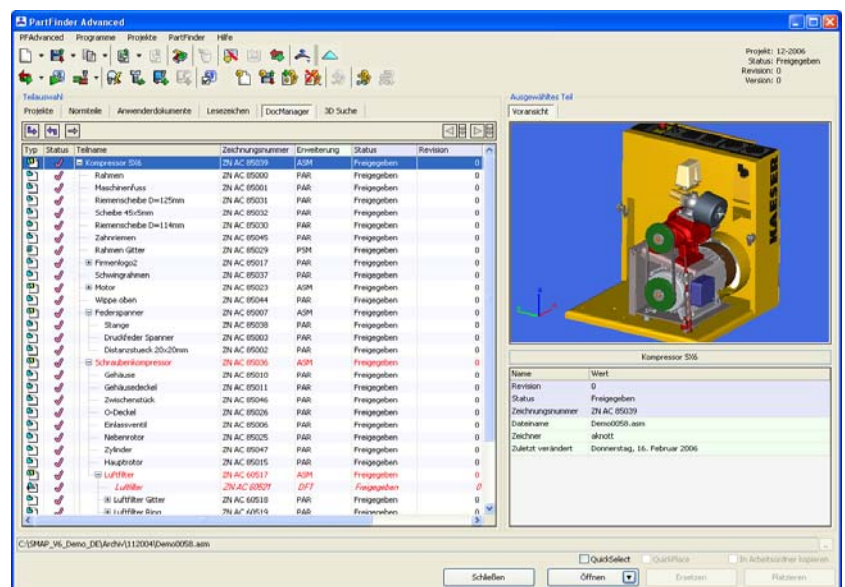 PartFinder Advanced
PFAdvanced Programme Projekte PartFinder Hilfe
Projekt: 12-2006
Status: Freigegeben
Revision: 0
Version: 0
Teilauswahl
Projekte Normteile Anwenderdokumente Lesezeichen DocManager 3D Suche
Typ Status Teilname Zeichnungsnummer Erweiterung Status Revision
Kompressor SX6 ZN AC 85039 ASM Freigegeben 0
Rahmen ZN AC 85000 PAR Freigegeben 0
Maschinenfuss ZN AC 85001 PAR Freigegeben 0
Riemenscheibe D=125mm ZN AC 85031 PAR Freigegeben 0
Scheibe 45x5mm ZN AC 85032 PAR Freigegeben 0
Riemenscheibe D=114mm ZN AC 85030 PAR Freigegeben 0
Zahnriemen ZN AC 85045 PAR Freigegeben 0
Rahmen Gitter ZN AC 85029 PSM Freigegeben 0
Firmenlogo2 ZN AC 85017 PAR Freigegeben 0
Schwingrahmen ZN AC 85037 PAR Freigegeben 0
Motor ZN AC 85023 ASM Freigegeben 0
Wippe oben ZN AC 85044 PAR Freigegeben 0
Federspanner ZN AC 85007 ASM Freigegeben 0
Stange ZN AC 85038 PAR Freigegeben 0
Druckfeder Spanner ZN AC 85003 PAR Freigegeben 0
Distanzstueck 20x20mm ZN AC 85002 PAR Freigegeben 0
Schraubenkompressor ZN AC 85036 ASM Freigegeben 0
Gehäuse ZN AC 85010 PAR Freigegeben 0
Gehäusedeckel ZN AC 85011 PAR Freigegeben 0
Zwischenstück ZN AC 85046 PAR Freigegeben 0
O-Deckel ZN AC 85026 PAR Freigegeben 0
Einlassventil ZN AC 85006 PAR Freigegeben 0
Nebenrotor ZN AC 85025 PAR Freigegeben 0
Zylinder ZN AC 85047 PAR Freigegeben 0
Hauptrotor ZN AC 85015 PAR Freigegeben 0
Luftfilter ZN AC 60517 ASM Freigegeben 0
Luftfilter ZN AC 60521 DFT Freigegeben 0
Luftfilter Gitter ZN AC 60518 PAR Freigegeben 0
Luftfilter Ring ZN AC 60519 PAR Freigegeben 0
Ausgewähltes Teil
Voransicht
KAESER
Kompressor SX6
Name Wert
Revision 0
Status Freigegeben
Zeichnungsnummer ZN AC 85039
Dateiname Demo0058.asm
Zeichner aknott
Zuletzt verändert Donnerstag, 16. Februar 2006
C:\SMAP_V6_Demo_DE\Archiv\112004\Demo0058.asm
QuickSelect QuickPlace In Arbeitsordner kopieren
Schließen Öffnen Ersetzen Platzieren